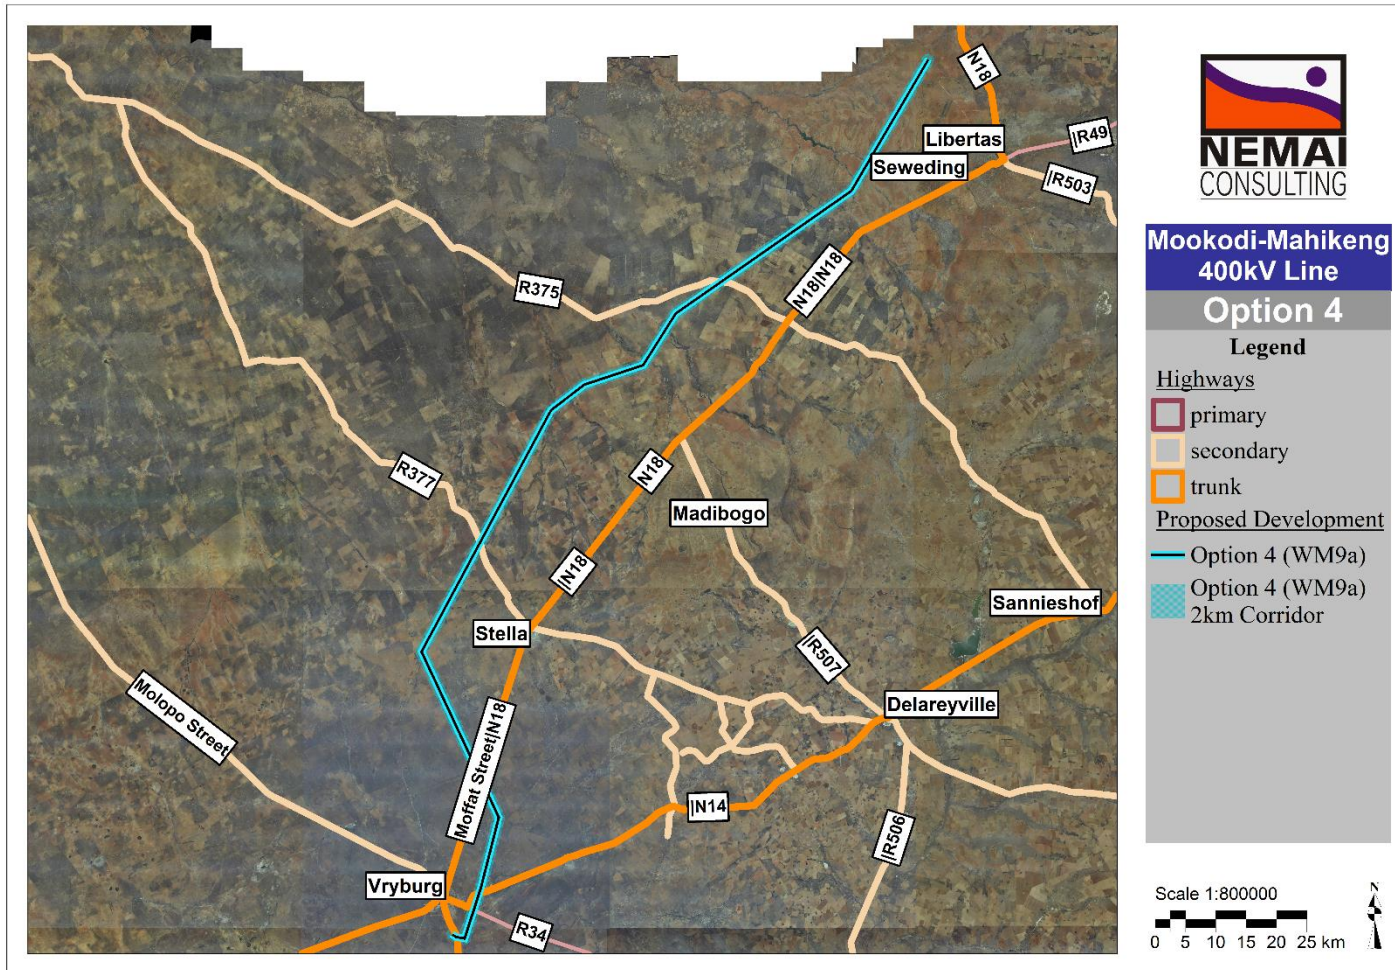 N18
Libertas
|R49
Seweding
|R503
R375
N18|N18
R377
N18
Madibogo
|N18
Sannieshof
Stella
|R507
Molopo Street
Delareyville
Moffat Street|N18
|N14
|R506
Vryburg
R34
NEMAI
CONSULTING
Mookodi-Mahikeng
400kV Line
Option 4
Legend
Highways
primary
secondary
trunk
Proposed Development
Option 4 (WM9a)
Option 4 (WM9a)
2km Corridor
Scale 1:800000
0 5 10 15 20 25 km
N